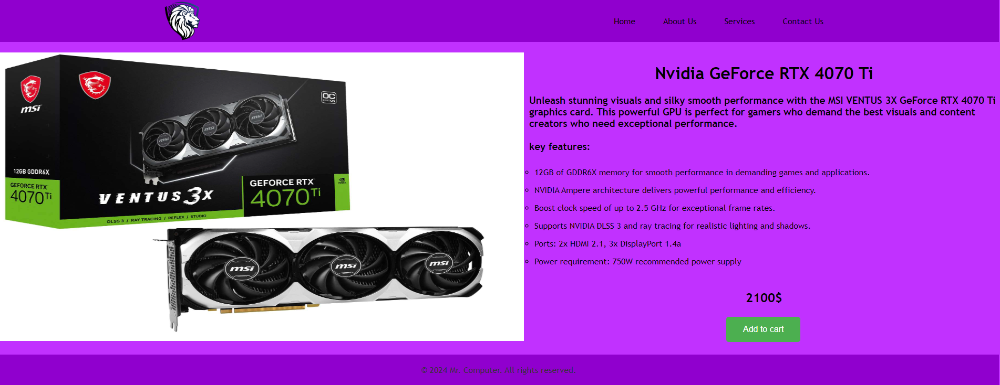 Home About Us Services Contact Us
msi
12GB GDDR6X
GEFORCE RTX
4070 Ti
OC
EDITION
msi
msi
msi
VENTUS 3X
GEFORCE RTX
4070 Ti
DLSS 3 / RAY TRACING / REFLEX / STUDIO
msi
msi
msi
Nvidia GeForce RTX 4070 Ti
Unleash stunning visuals and silky smooth performance with the MSI VENTUS 3X GeForce RTX 4070 Ti
graphics card. This powerful GPU is perfect for gamers who demand the best visuals and content
creators who need exceptional performance.
key features:
12GB of GDDR6X memory for smooth performance in demanding games and applications.
NVIDIA Ampere architecture delivers powerful performance and efficiency.
Boost clock speed of up to 2.5 GHz for exceptional frame rates.
Supports NVIDIA DLSS 3 and ray tracing for realistic lighting and shadows.
Ports: 2x HDMI 2.1, 3x DisplayPort 1.4a
Power requirement: 750W recommended power supply
2100$
Add to cart
© 2024 Mr. Computer. All rights reserved.